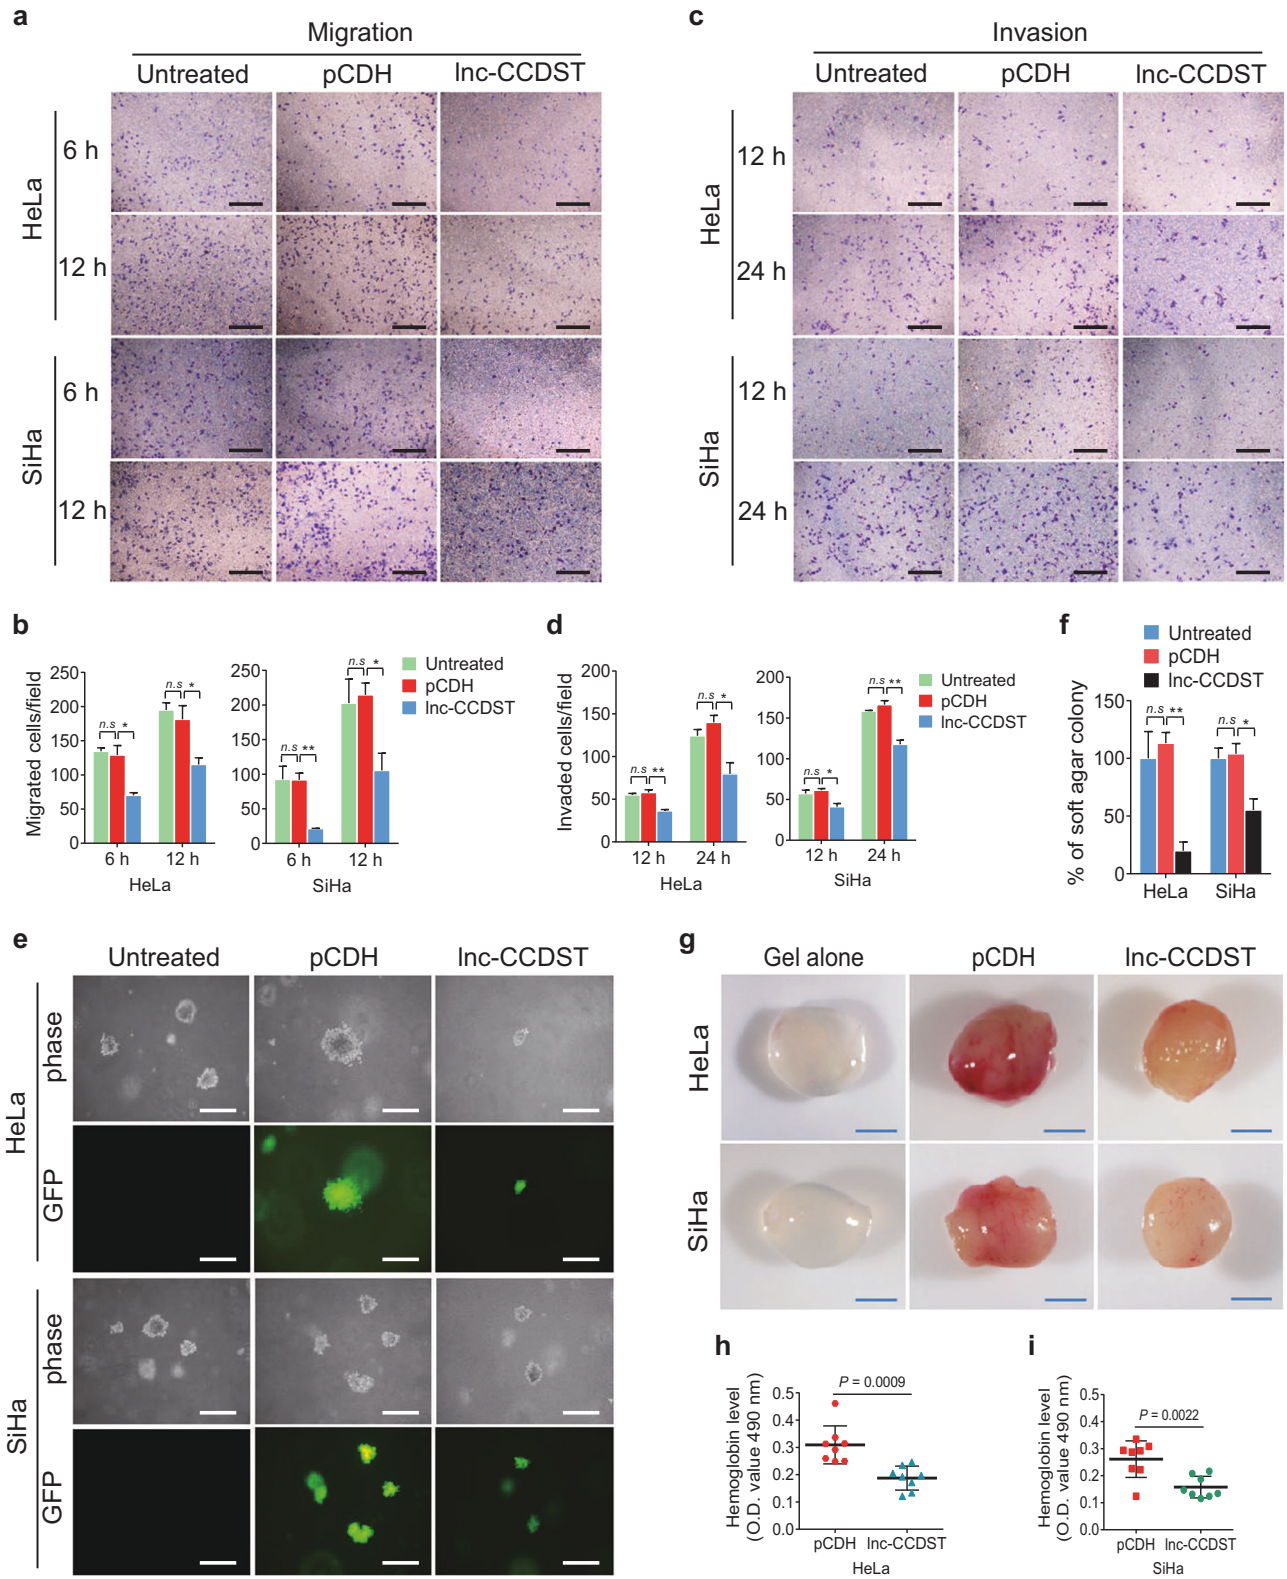 a
Migration
Untreated pCDH lnc-CCDST
HeLa
6 h
12 h
SiHa
6 h
12 h
c
Invasion
Untreated pCDH lnc-CCDST
HeLa
12 h
24 h
SiHa
12 h
24 h
b
Migrated cells/field
250
200
150
100
50
0
n.s * n.s *
6 h 12 h
HeLa
250
200
150
100
50
0
n.s ** n.s *
6 h 12 h
SiHa
Untreated
pCDH
lnc-CCDST
d
Invaded cells/field
200
150
100
50
0
n.s ** n.s *
12 h 24 h
HeLa
200
150
100
50
0
n.s * n.s **
12 h 24 h
SiHa
Untreated
pCDH
lnc-CCDST
f
Untreated
pCDH
lnc-CCDST
% of soft agar colony
150
100
50
0
n.s ** n.s *
HeLa SiHa
e
Untreated pCDH lnc-CCDST
HeLa
phase
GFP
SiHa
phase
GFP
g
Gel alone pCDH lnc-CCDST
HeLa
SiHa
h
Hemoglobin level
(O.D. value 490 nm)
0.5
0.4
0.3
0.2
0.1
0.0
P = 0.0009
pCDH lnc-CCDST
HeLa
i
Hemoglobin level
(O.D. value 490 nm)
0.5
0.4
0.3
0.2
0.1
0.0
P = 0.0022
pCDH lnc-CCDST
SiHa